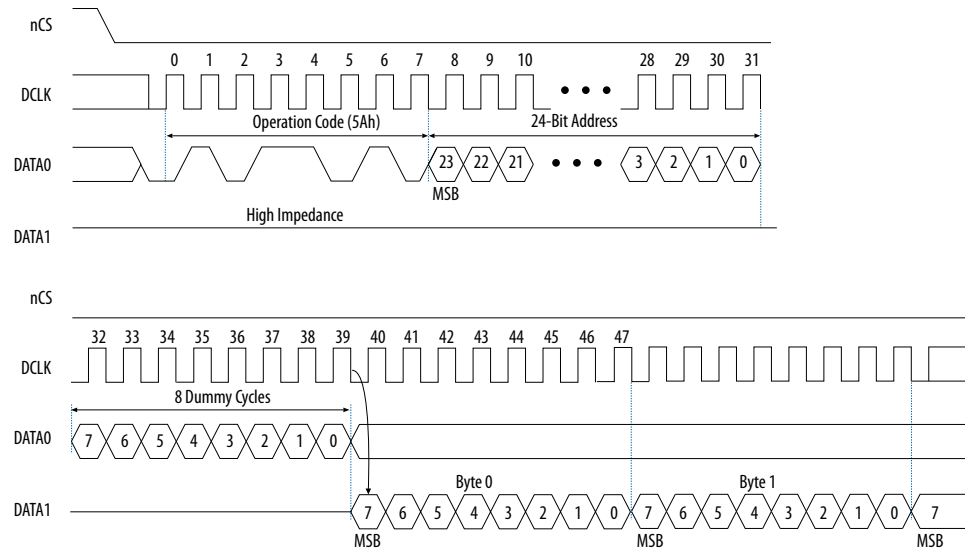 nCS
0 1 2 3 4 5 6 7 8 9 10 28 29 30 31
DCLK
Operation Code (5Ah) 24-Bit Address
DATA0 23 22 21 3 2 1 0
MSB
High Impedance
DATA1
nCS
32 33 34 35 36 37 38 39 40 41 42 43 44 45 46 47
DCLK
8 Dummy Cycles
DATA0 7 6 5 4 3 2 1 0
Byte 0 Byte 1
DATA1 7 6 5 4 3 2 1 0 7 6 5 4 3 2 1 0 7
MSB MSB MSB